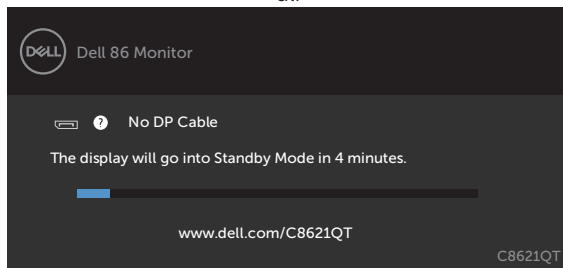 DELL
Dell 86 Monitor
? No DP Cable
The display will go into Standby Mode in 4 minutes.
www.dell.com/C8621QT
C8621QT